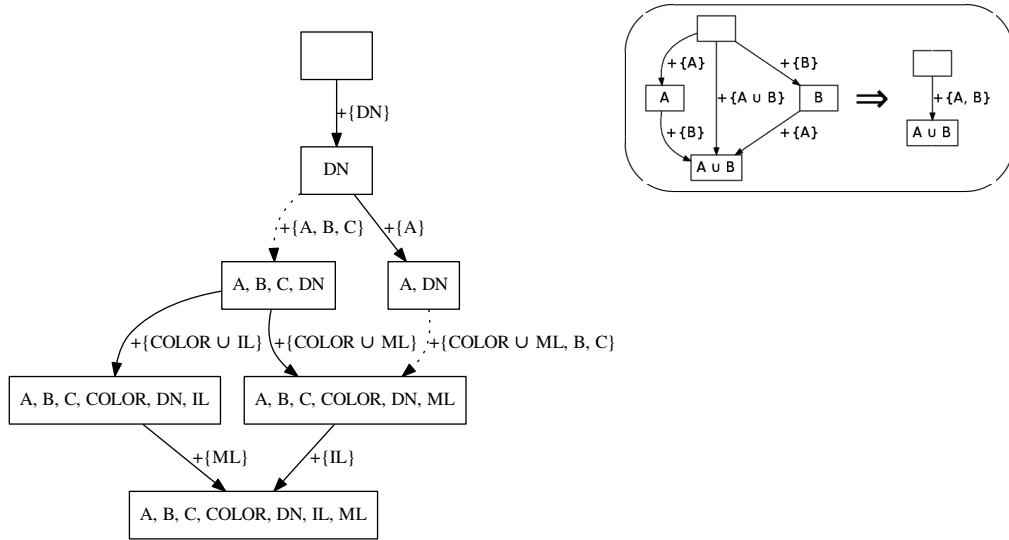 +{DN}
DN
+{A, B, C}
+{A}
A, B, C, DN
A, DN
+{COLOR ∪ IL}
+{COLOR ∪ ML}
+{COLOR ∪ ML, B, C}
A, B, C, COLOR, DN, IL
A, B, C, COLOR, DN, ML
+{ML}
+{IL}
A, B, C, COLOR, DN, IL, ML
+{A}
+{B}
A
+{A ∪ B}
B
+{B}
+{A}
A ∪ B
⇒
+{A, B}
A ∪ B